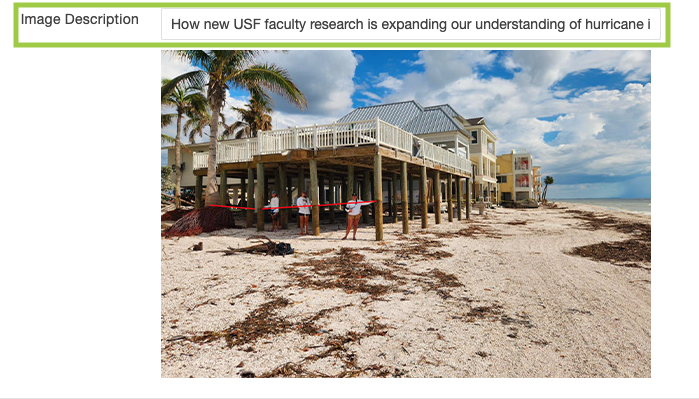 Image Description
How new USF faculty research is expanding our understanding of hurricane i